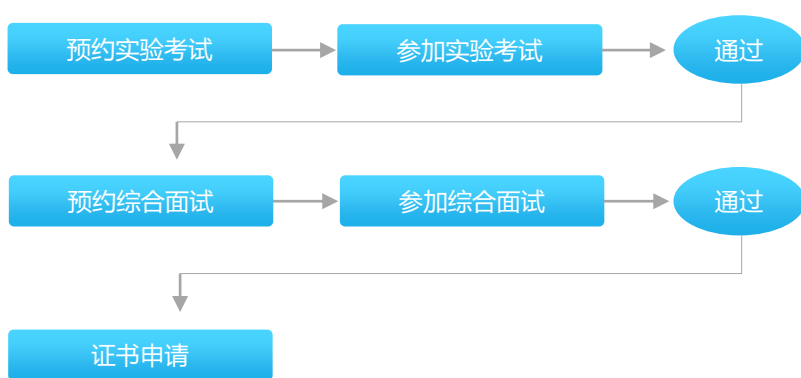 预约实验考试
参加实验考试
通过
预约综合面试
参加综合面试
通过
证书申请